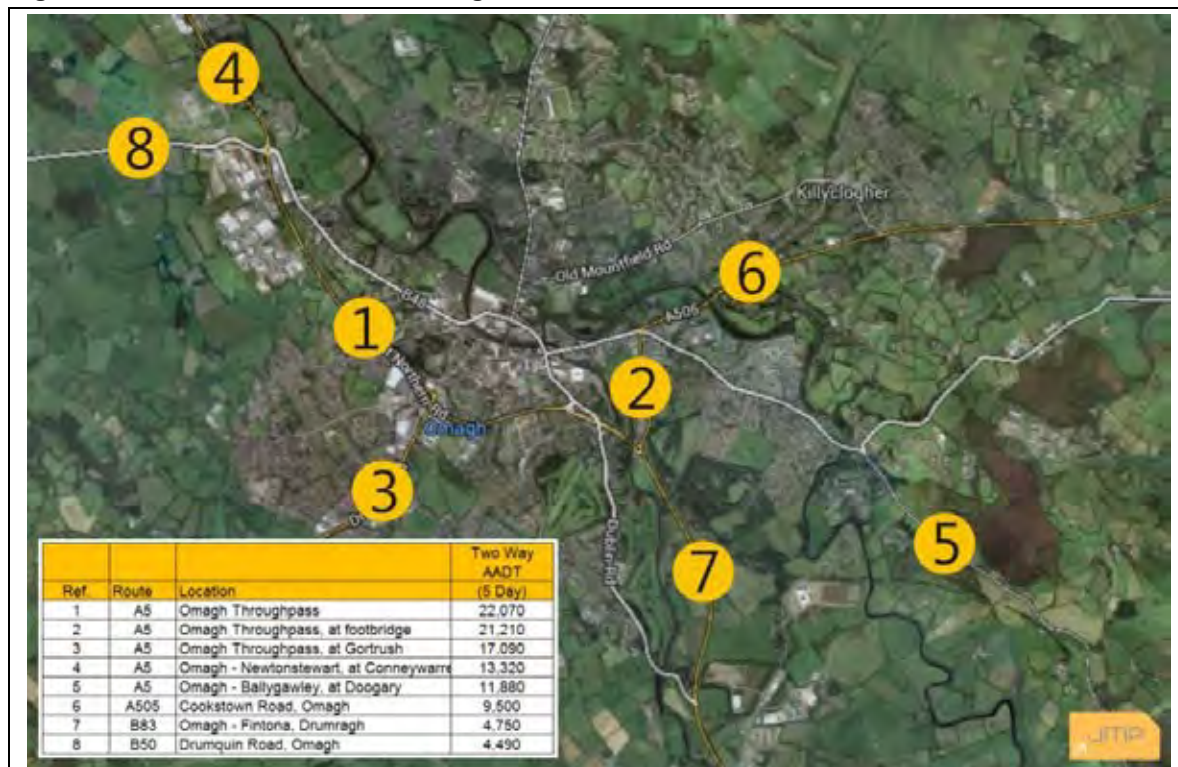 4
8
Killyclogher
Old Mountfield Rd
6
A505
B48
1
2
Omagh
3
Dublin Rd
5
7
Ref. Route Location Two Way AADT (5 Day)
1 A5 Omagh Throughpass 22,070
2 A5 Omagh Throughpass, at footbridge 21,210
3 A5 Omagh Throughpass, at Gortrush 17,090
4 A5 Omagh - Newtonstewart, at Conneywarre 13,320
5 A5 Omagh - Ballygawley, at Doogary 11,880
6 A505 Cookstown Road, Omagh 9,500
7 B83 Omagh - Fintona, Drumragh 4,750
8 B50 Drumquin Road, Omagh 4,490
JMP